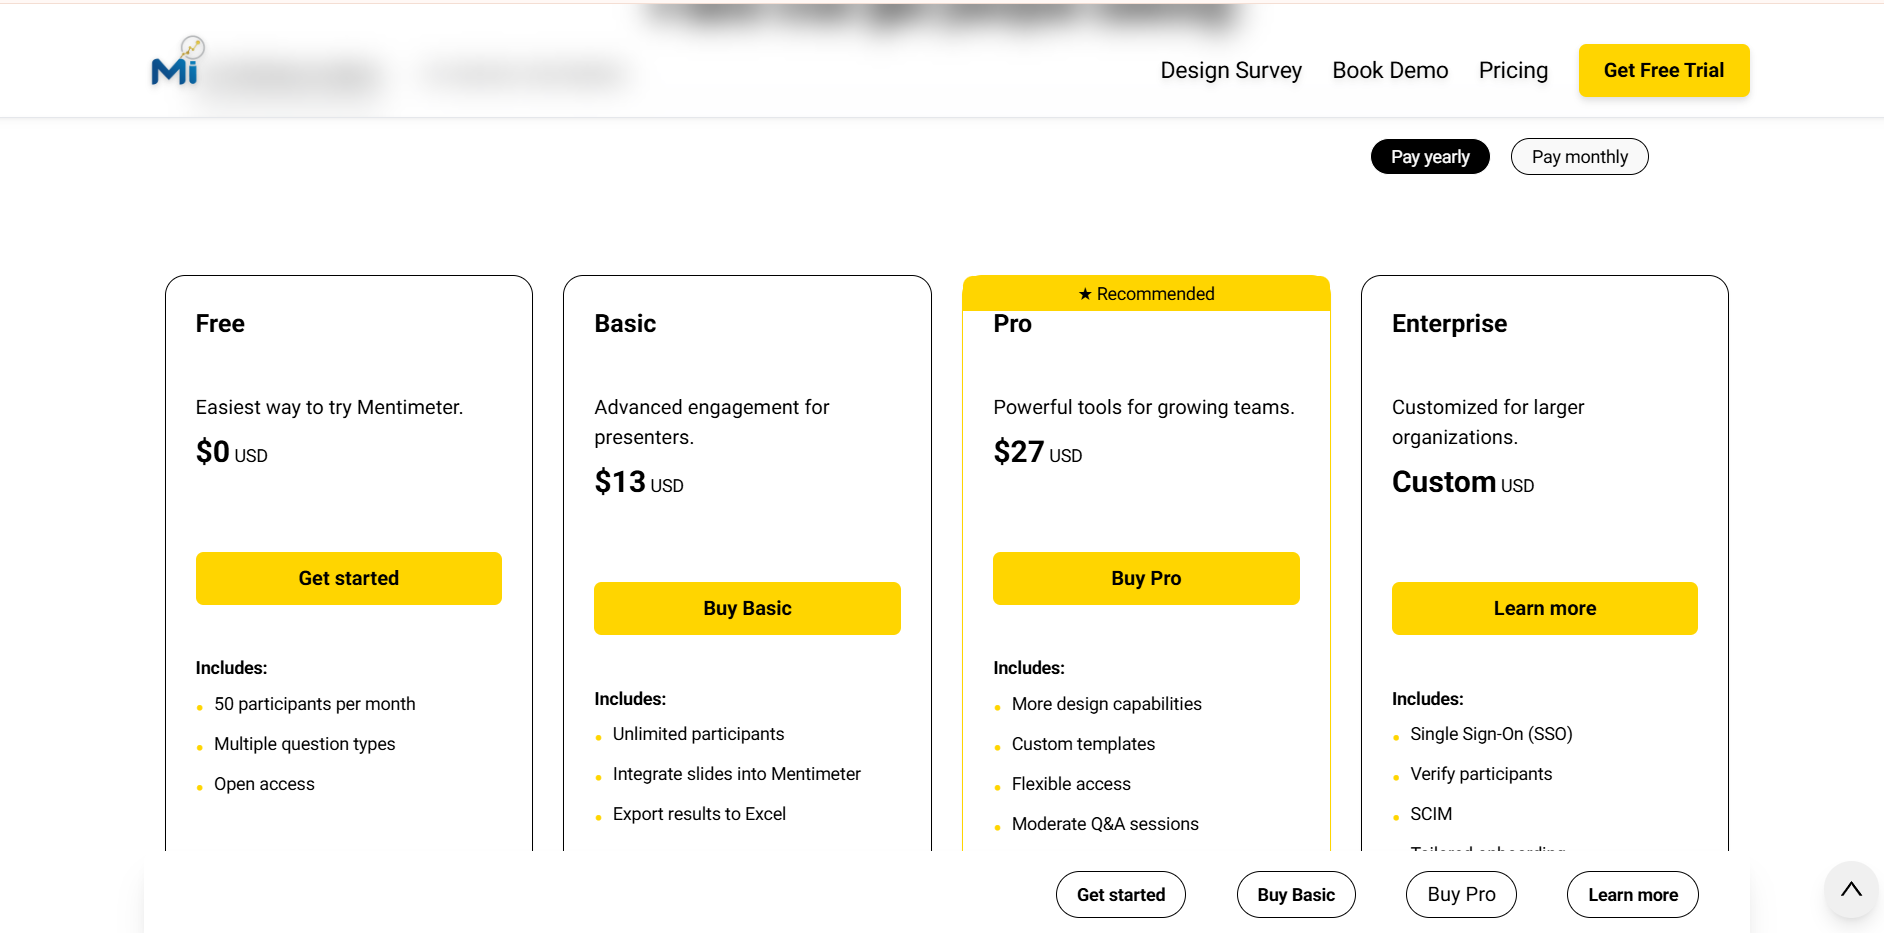 Mi
Design Survey
Book Demo
Pricing
Get Free Trial
Pay yearly
Pay monthly
Free
Easiest way to try Mentimeter.
$0 USD
Get started
Includes:
50 participants per month
Multiple question types
Open access
Basic
Advanced engagement for
presenters.
$13 USD
Buy Basic
Includes:
Unlimited participants
Integrate slides into Mentimeter
Export results to Excel
★ Recommended
Pro
Powerful tools for growing teams.
$27 USD
Buy Pro
Includes:
More design capabilities
Custom templates
Flexible access
Moderate Q&A sessions
Enterprise
Customized for larger
organizations.
Custom USD
Learn more
Includes:
Single Sign-On (SSO)
Verify participants
SCIM
Tailored onboarding
Get started
Buy Basic
Buy Pro
Learn more